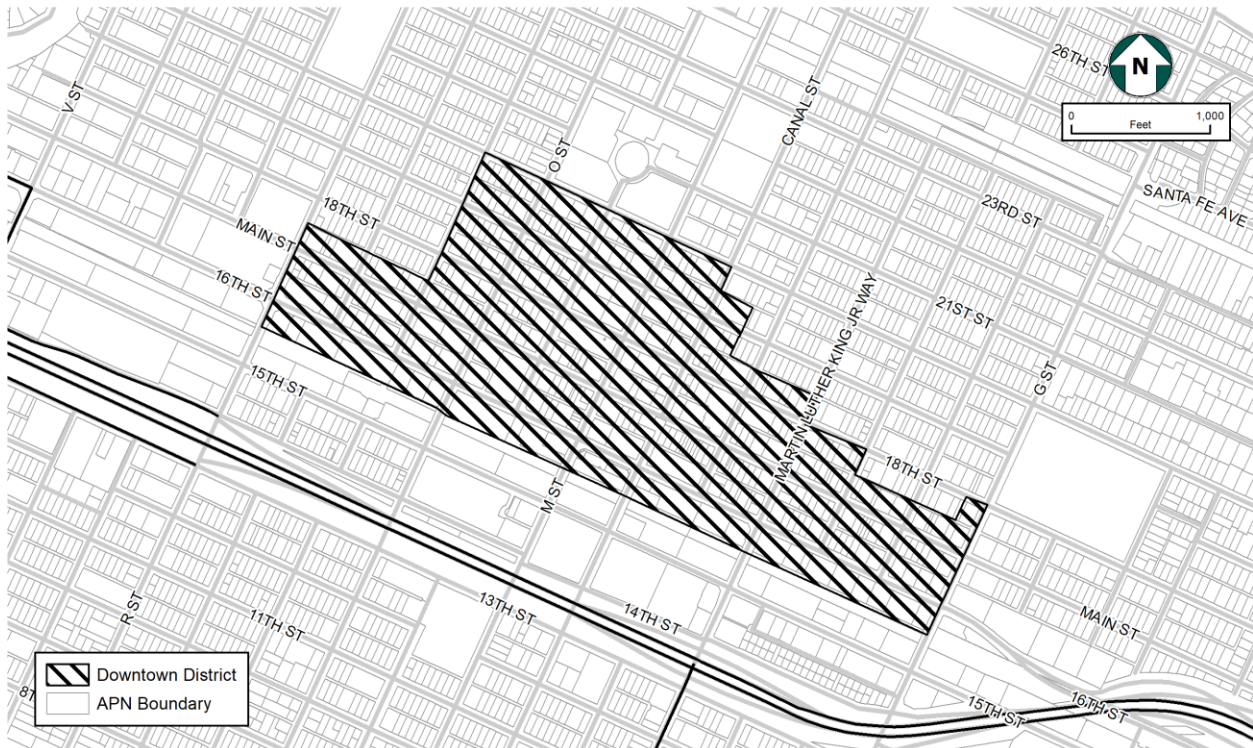 V ST
O ST
CANAL ST
26TH ST
N
0 1,000
Feet
18TH ST
MAIN ST
16TH ST
23RD ST
SANTA FE AVE
MARTIN LUTHER KING JR WAY
21ST ST
15TH ST
G ST
18TH ST
M ST
R ST
11TH ST
13TH ST
14TH ST
MAIN ST
15TH ST
16TH ST
Downtown District
APN Boundary